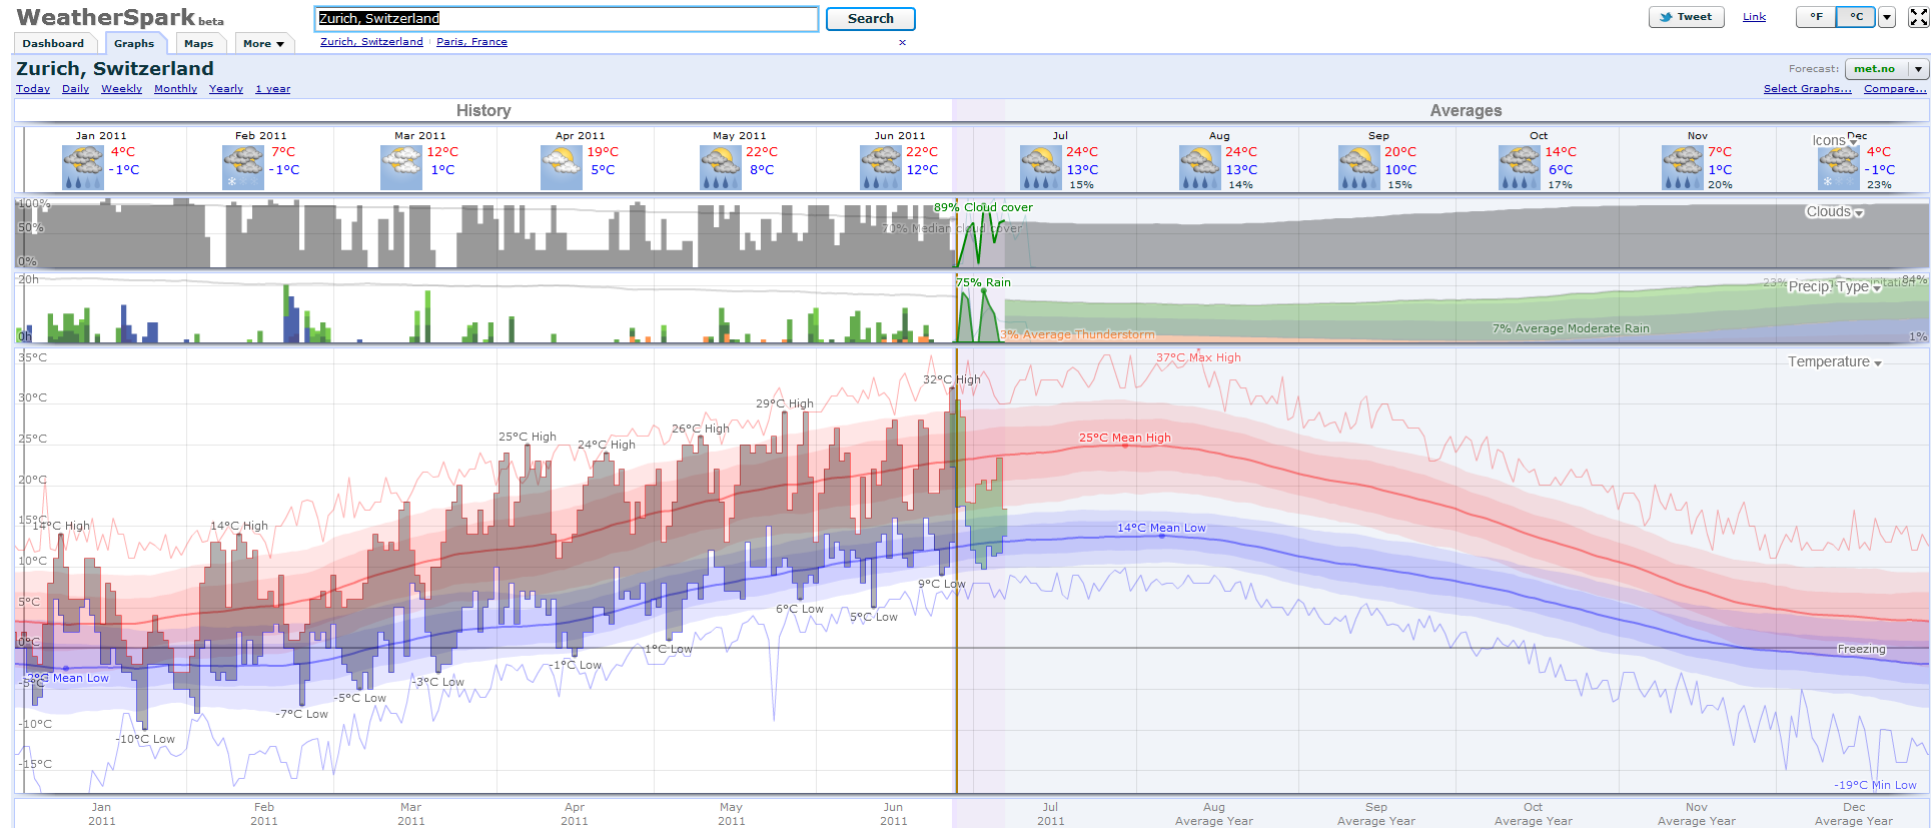 WeatherSpark beta
Zurich, Switzerland
Search
Tweet
Link
°F
°C
Dashboard
Graphs
Maps
More
Zurich, Switzerland
Paris, France
x
Zurich, Switzerland
Forecast:
met.no
Today Daily Weekly Monthly Yearly 1 year
Select Graphs... Compare...
History
Averages
Jan 2011 Feb 2011 Mar 2011 Apr 2011 May 2011 Jun 2011 Jul Aug Sep Oct Nov Dec
Icons
4°C 7°C 12°C 19°C 22°C 22°C 24°C 24°C 20°C 14°C 7°C 4°C
-1°C -1°C 1°C 5°C 8°C 12°C 13°C 13°C 10°C 6°C 1°C -1°C
15% 14% 15% 17% 20% 23%
100%
89% Cloud cover
Clouds
50%
70% Median cloud cover
0%
20h
75% Rain
23%
Precip. Type
84%
7% Average Moderate Rain
0h
3% Average Thunderstorm
1%
35°C
37°C Max High
Temperature
32°C High
30°C
29°C High
26°C High
25°C High
25°C Mean High
25°C
24°C High
20°C
15°C
14°C High
14°C High
14°C Mean Low
10°C
9°C Low
5°C
6°C Low
5°C Low
0°C
1°C Low
Freezing
-1°C Low
-2°C Mean Low
-5°C
-3°C Low
-5°C Low
-7°C Low
-10°C
-10°C Low
-15°C
-19°C Min Low
Jan Feb Mar Apr May Jun Jul Aug Sep Oct Nov Dec
2011 2011 2011 2011 2011 2011 2011 Average Year Average Year Average Year Average Year Average Year